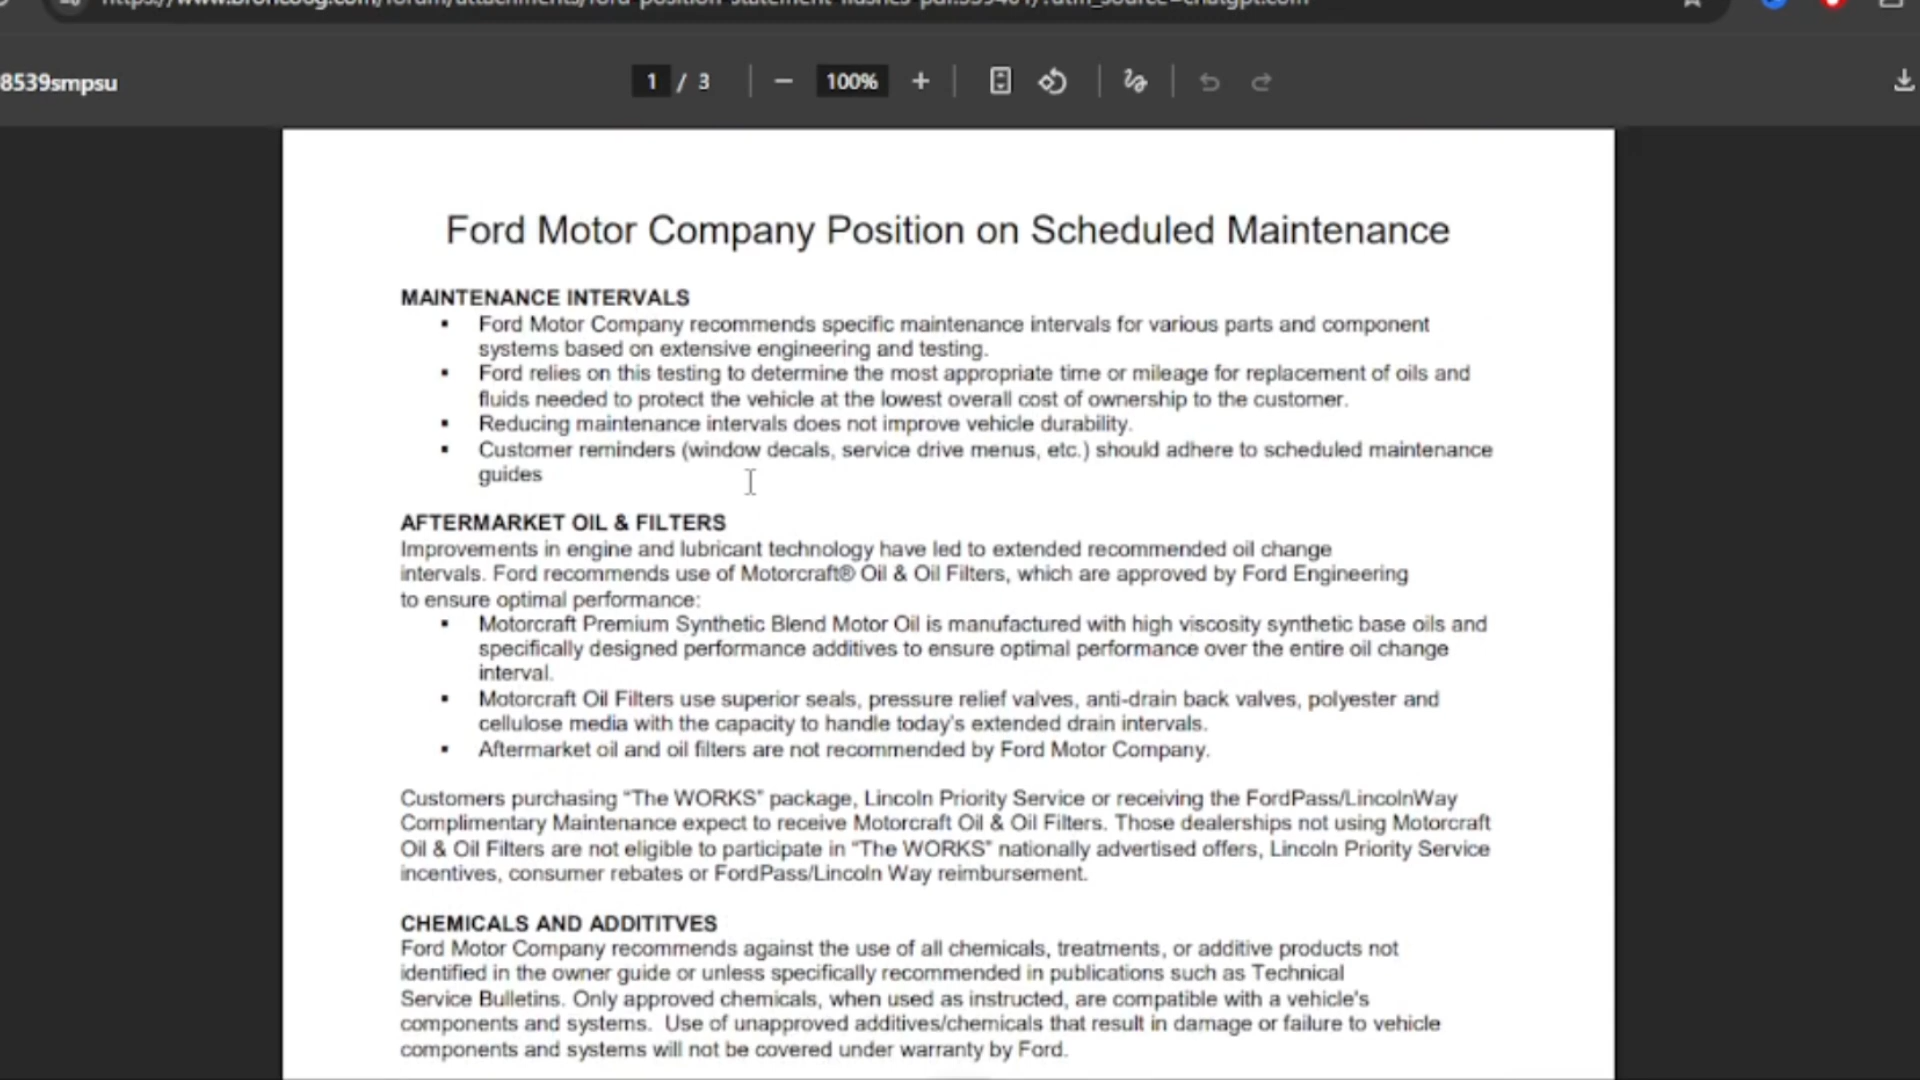 8539smpsu
1 / 3
100%
Ford Motor Company Position on Scheduled Maintenance
MAINTENANCE INTERVALS
▪ Ford Motor Company recommends specific maintenance intervals for various parts and component
systems based on extensive engineering and testing.
▪ Ford relies on this testing to determine the most appropriate time or mileage for replacement of oils and
fluids needed to protect the vehicle at the lowest overall cost of ownership to the customer.
▪ Reducing maintenance intervals does not improve vehicle durability.
▪ Customer reminders (window decals, service drive menus, etc.) should adhere to scheduled maintenance
guides
AFTERMARKET OIL & FILTERS
Improvements in engine and lubricant technology have led to extended recommended oil change
intervals. Ford recommends use of Motorcraft® Oil & Oil Filters, which are approved by Ford Engineering
to ensure optimal performance:
▪ Motorcraft Premium Synthetic Blend Motor Oil is manufactured with high viscosity synthetic base oils and
specifically designed performance additives to ensure optimal performance over the entire oil change
interval.
▪ Motorcraft Oil Filters use superior seals, pressure relief valves, anti-drain back valves, polyester and
cellulose media with the capacity to handle today's extended drain intervals.
▪ Aftermarket oil and oil filters are not recommended by Ford Motor Company.
Customers purchasing “The WORKS” package, Lincoln Priority Service or receiving the FordPass/LincolnWay
Complimentary Maintenance expect to receive Motorcraft Oil & Oil Filters. Those dealerships not using Motorcraft
Oil & Oil Filters are not eligible to participate in “The WORKS” nationally advertised offers, Lincoln Priority Service
incentives, consumer rebates or FordPass/Lincoln Way reimbursement.
CHEMICALS AND ADDITITVES
Ford Motor Company recommends against the use of all chemicals, treatments, or additive products not
identified in the owner guide or unless specifically recommended in publications such as Technical
Service Bulletins. Only approved chemicals, when used as instructed, are compatible with a vehicle's
components and systems. Use of unapproved additives/chemicals that result in damage or failure to vehicle
components and systems will not be covered under warranty by Ford.